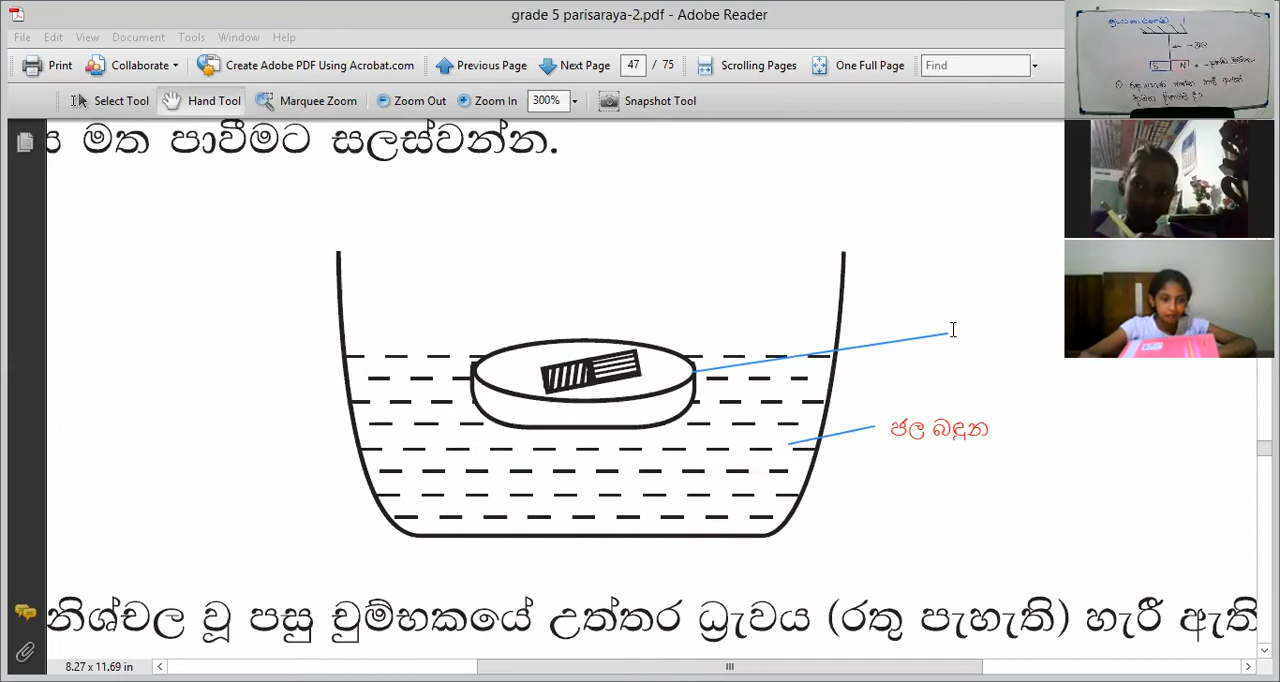 grade 5 parisaraya-2.pdf - Adobe Reader
File Edit View Document Tools Window Help
Print Collaborate Create Adobe PDF Using Acrobat.com Previous Page Next Page 47 / 75 Scrolling Pages One Full Page Find
Select Tool Hand Tool Marquee Zoom Zoom Out Zoom In 300% Snapshot Tool
මත පාවීමට සලස්වන්න.
ජල බඳුන
නිශ්චල වූ පසු චුම්භකයේ උත්තර ධ්‍රැවය (රතු පැහැති) හැරී ඇති
8.27 x 11.69 in
S N